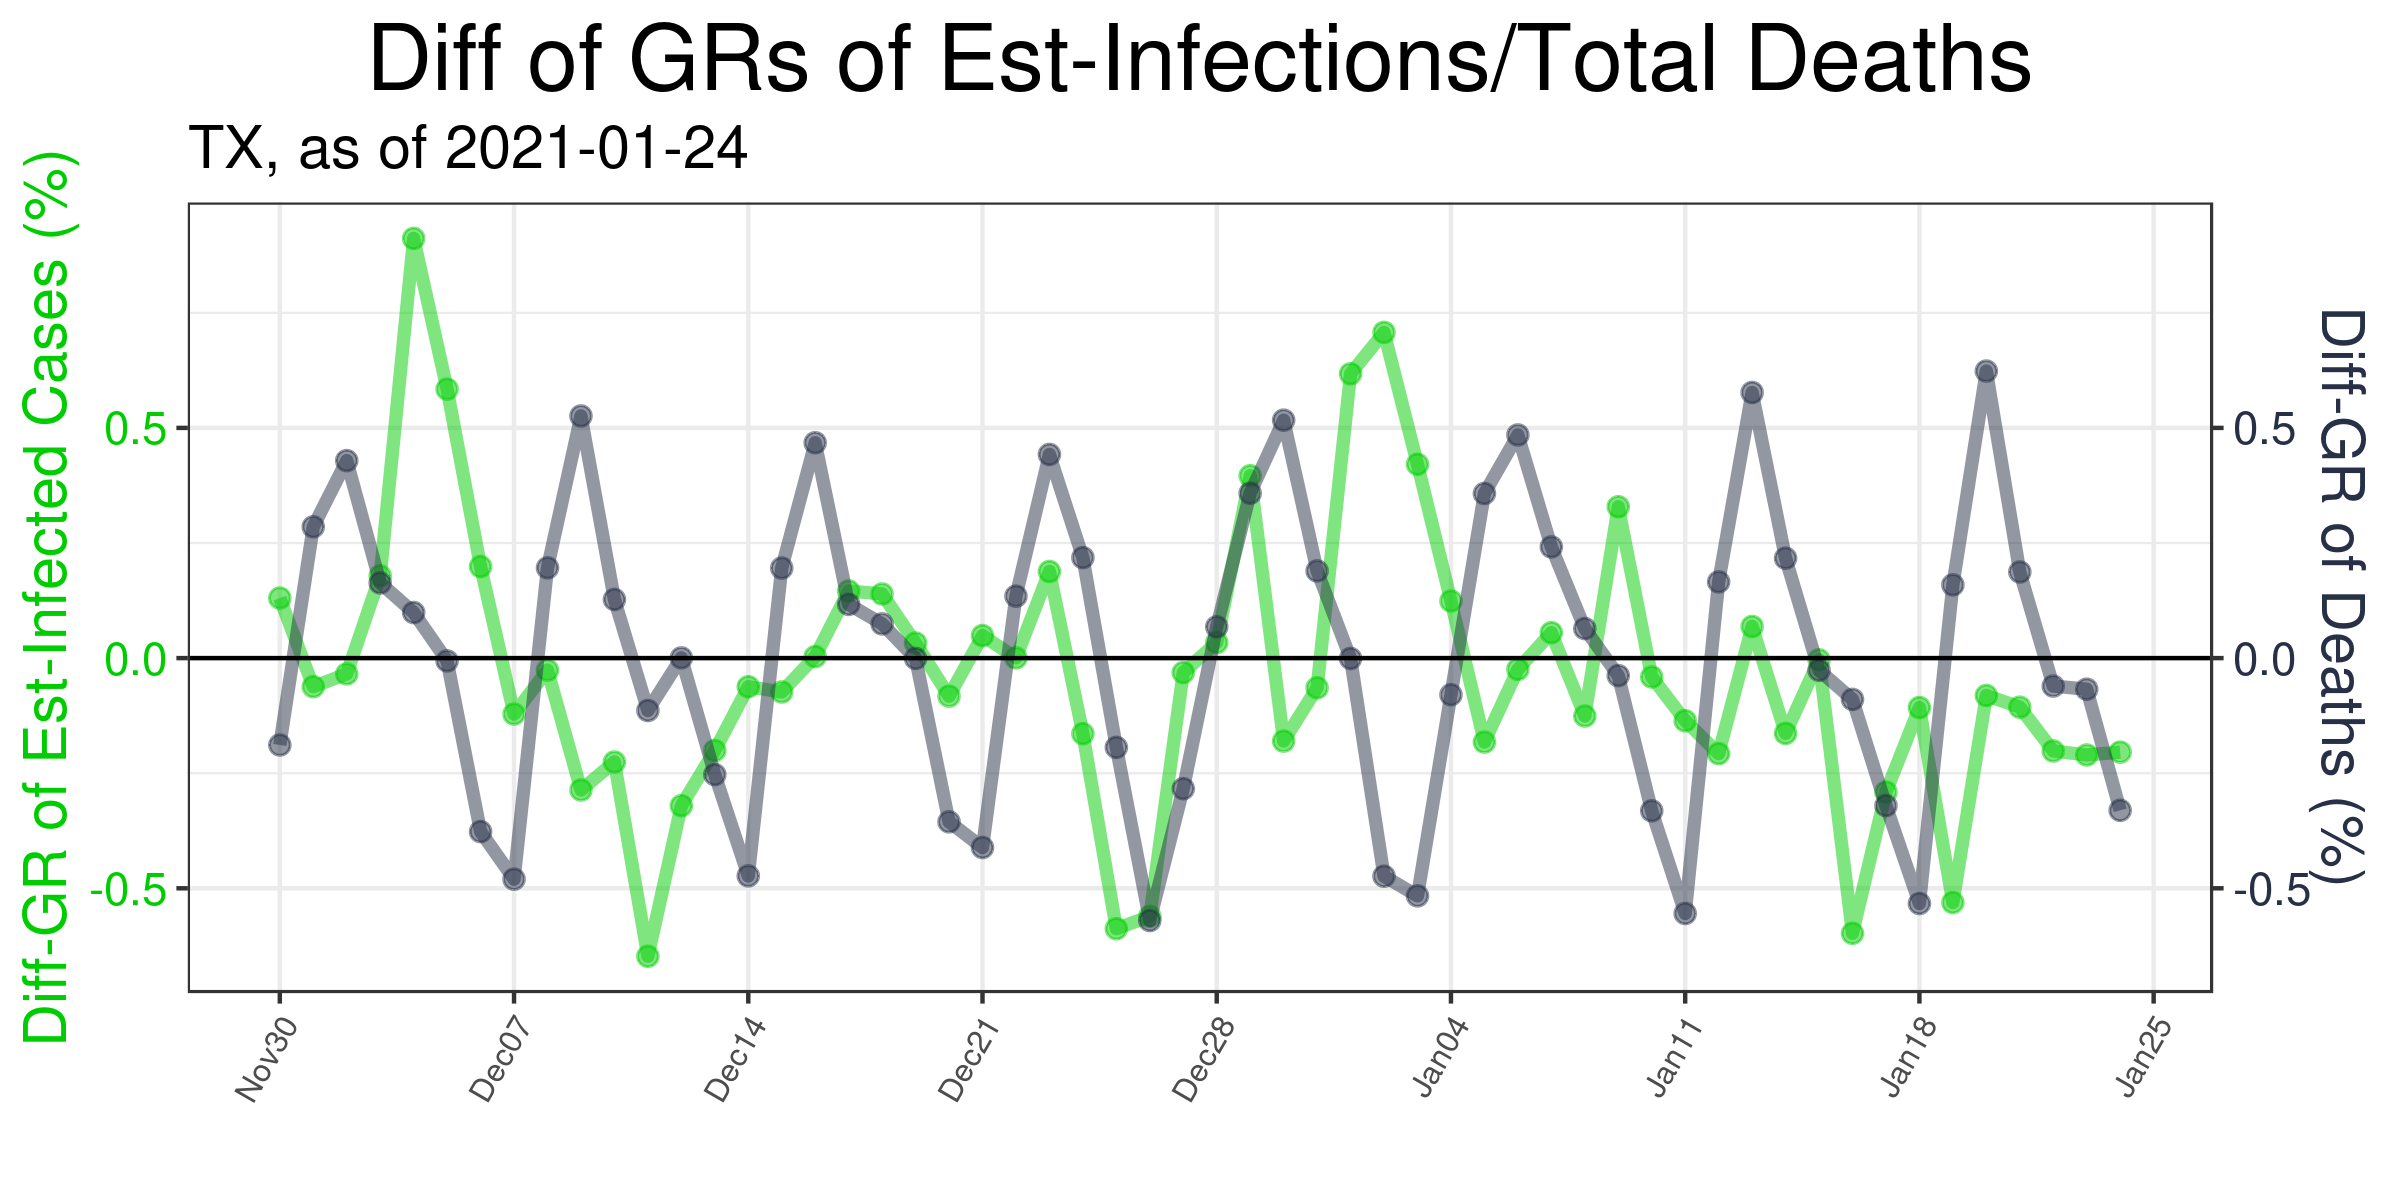 Diff of GRs of Est-Infections/Total Deaths
TX, as of 2021-01-24
Diff-GR of Est-Infected Cases (%)
0.5
0.0
-0.5
0.5
0.0
-0.5
Diff-GR of Deaths (%)
Nov30
Dec07
Dec14
Dec21
Dec28
Jan04
Jan11
Jan18
Jan25